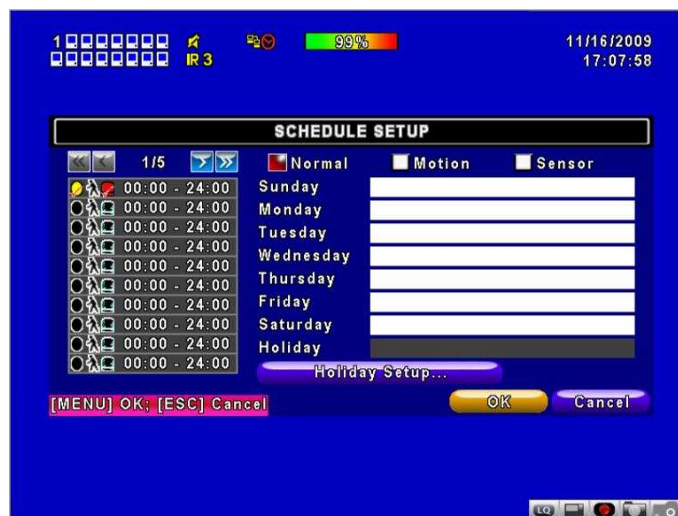 1 99% 11/16/2009
IR3 17:07:58
SCHEDULE SETUP
1/5 Normal Motion Sensor
00:00 - 24:00 Sunday
00:00 - 24:00 Monday
00:00 - 24:00 Tuesday
00:00 - 24:00 Wednesday
00:00 - 24:00 Thursday
00:00 - 24:00 Friday
00:00 - 24:00 Saturday
00:00 - 24:00 Holiday
00:00 - 24:00
00:00 - 24:00
Holiday Setup...
[MENU] OK; [ESC] Cancel OK Cancel
LQ